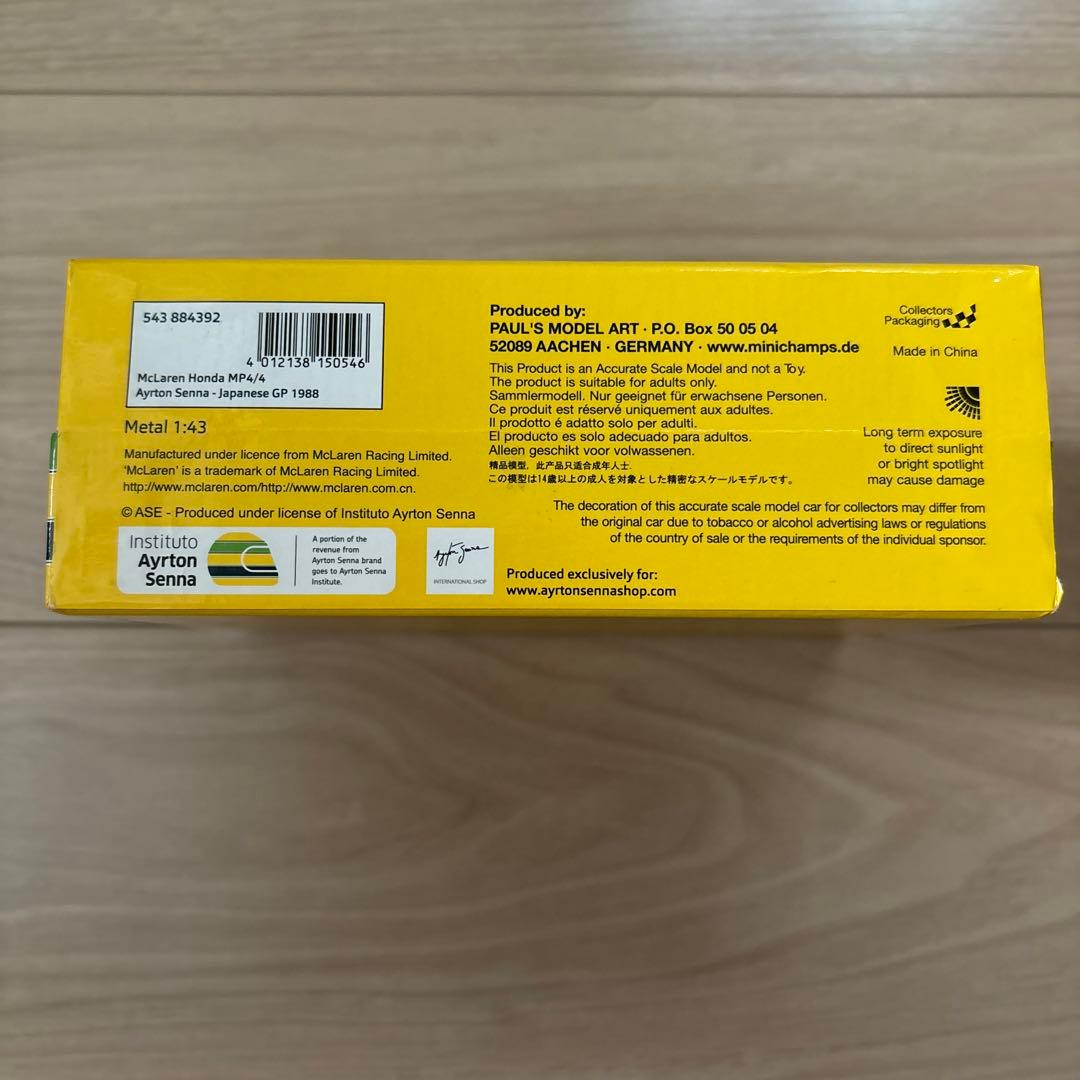 543 884392
4 012138 150546
McLaren Honda MP4/4
Ayrton Senna - Japanese GP 1988
Metal 1:43
Manufactured under licence from McLaren Racing Limited.
'McLaren' is a trademark of McLaren Racing Limited.
http://www.mclaren.com/http://www.mclaren.com.cn.
© ASE - Produced under license of Instituto Ayrton Senna
Instituto
Ayrton
Senna
A portion of the
revenue from
Ayrton Senna brand
goes to Ayrton Senna
Institute.
Ayrton Senna
INTERNATIONAL SHOP
Produced by:
PAUL'S MODEL ART · P.O. Box 50 05 04
52089 AACHEN · GERMANY · www.minichamps.de
This Product is an Accurate Scale Model and not a Toy.
The product is suitable for adults only.
Sammlermodell. Nur geeignet für erwachsene Personen.
Ce produit est réservé uniquement aux adultes.
Il prodotto é adatto solo per adulti.
El producto es solo adecuado para adultos.
Alleen geschikt voor volwassenen.
精品模型，此产品只适合成年人士.
この模型は14歳以上の成人を対象とした精密なスケールモデルです。
Collectors
Packaging
Made in China
Long term exposure
to direct sunlight
or bright spotlight
may cause damage
The decoration of this accurate scale model car for collectors may differ from
the original car due to tobacco or alcohol advertising laws or regulations
of the country of sale or the requirements of the individual sponsor.
Produced exclusively for:
www.ayrtonsennashop.com